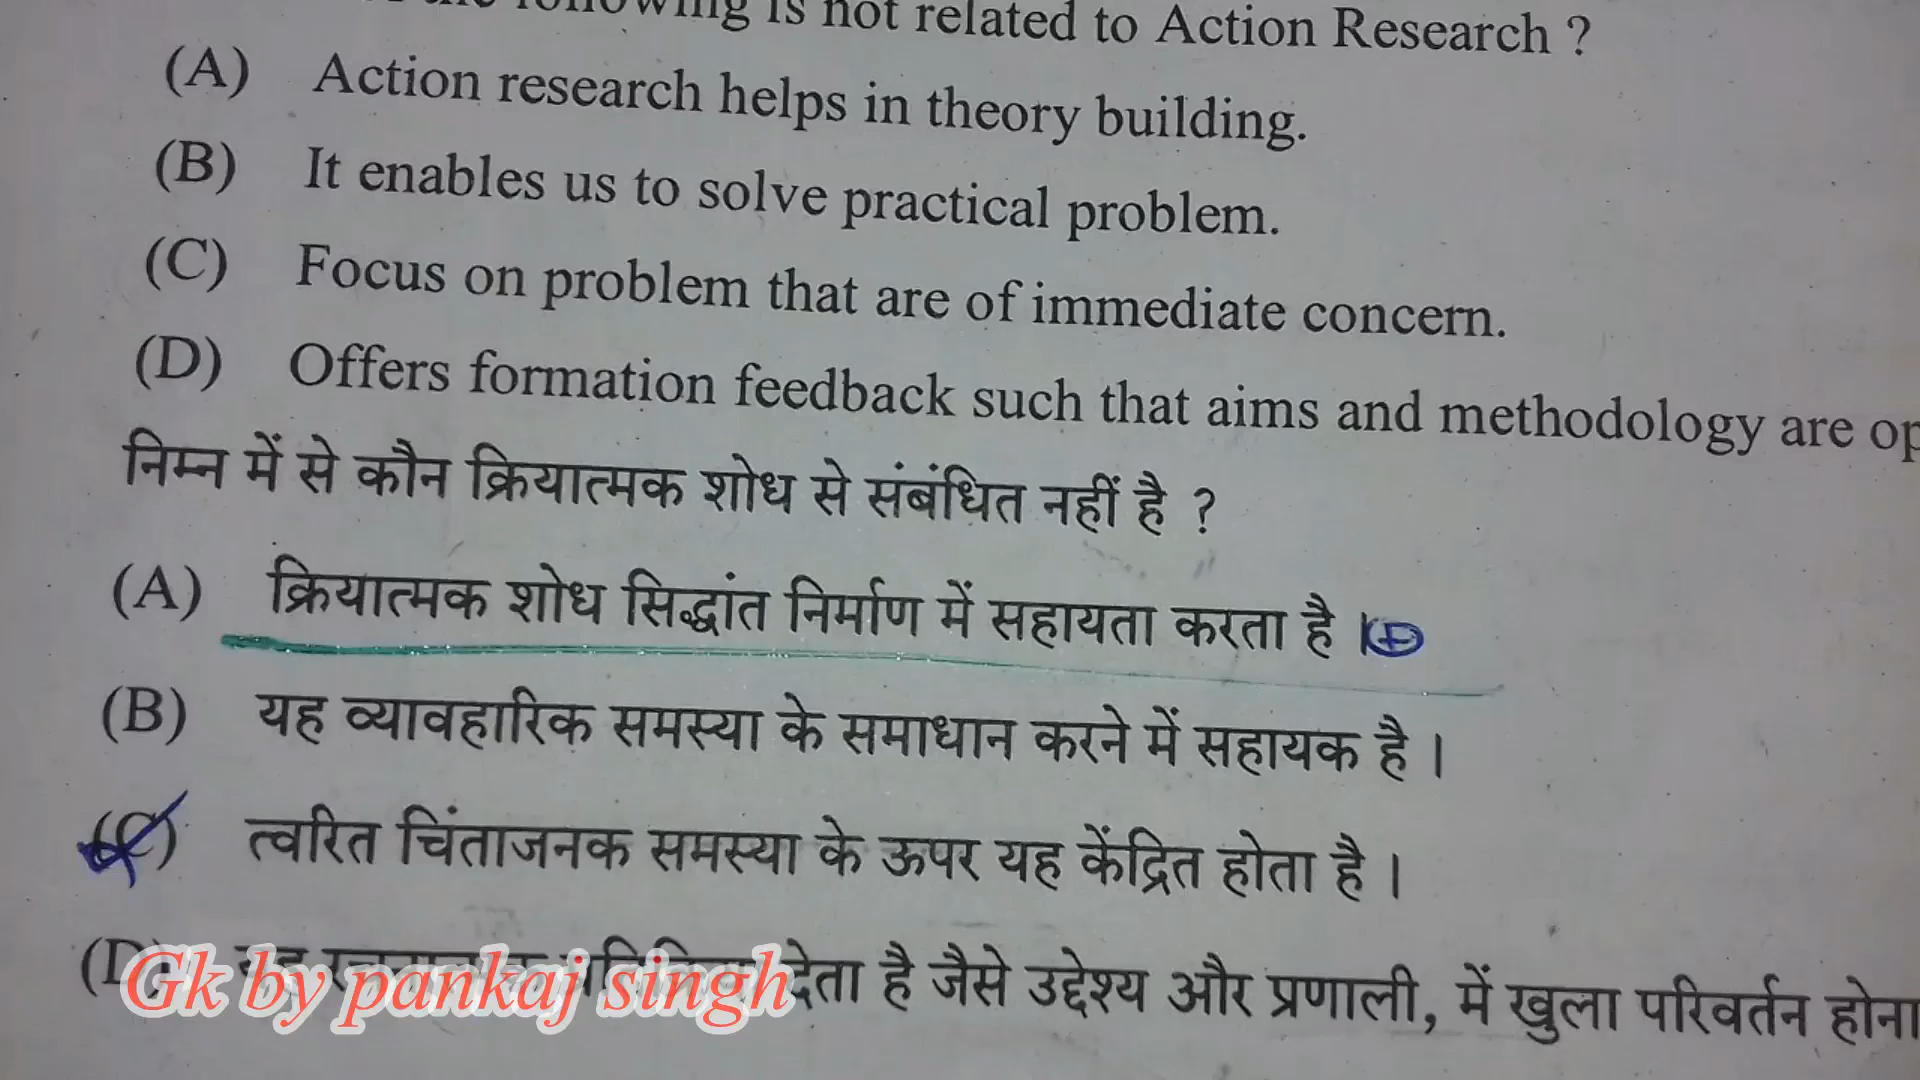 following is not related to Action Research ?
(A) Action research helps in theory building.
(B) It enables us to solve practical problem.
(C) Focus on problem that are of immediate concern.
(D) Offers formation feedback such that aims and methodology are op
निम्न में से कौन क्रियात्मक शोध से संबंधित नहीं है ?
(A) क्रियात्मक शोध सिद्धांत निर्माण में सहायता करता है ।
(B) यह व्यावहारिक समस्या के समाधान करने में सहायक है ।
(C) त्वरित चिंताजनक समस्या के ऊपर यह केंद्रित होता है ।
(D) यह देता है जैसे उद्देश्य और प्रणाली, में खुला परिवर्तन होना
Gk by pankaj singh